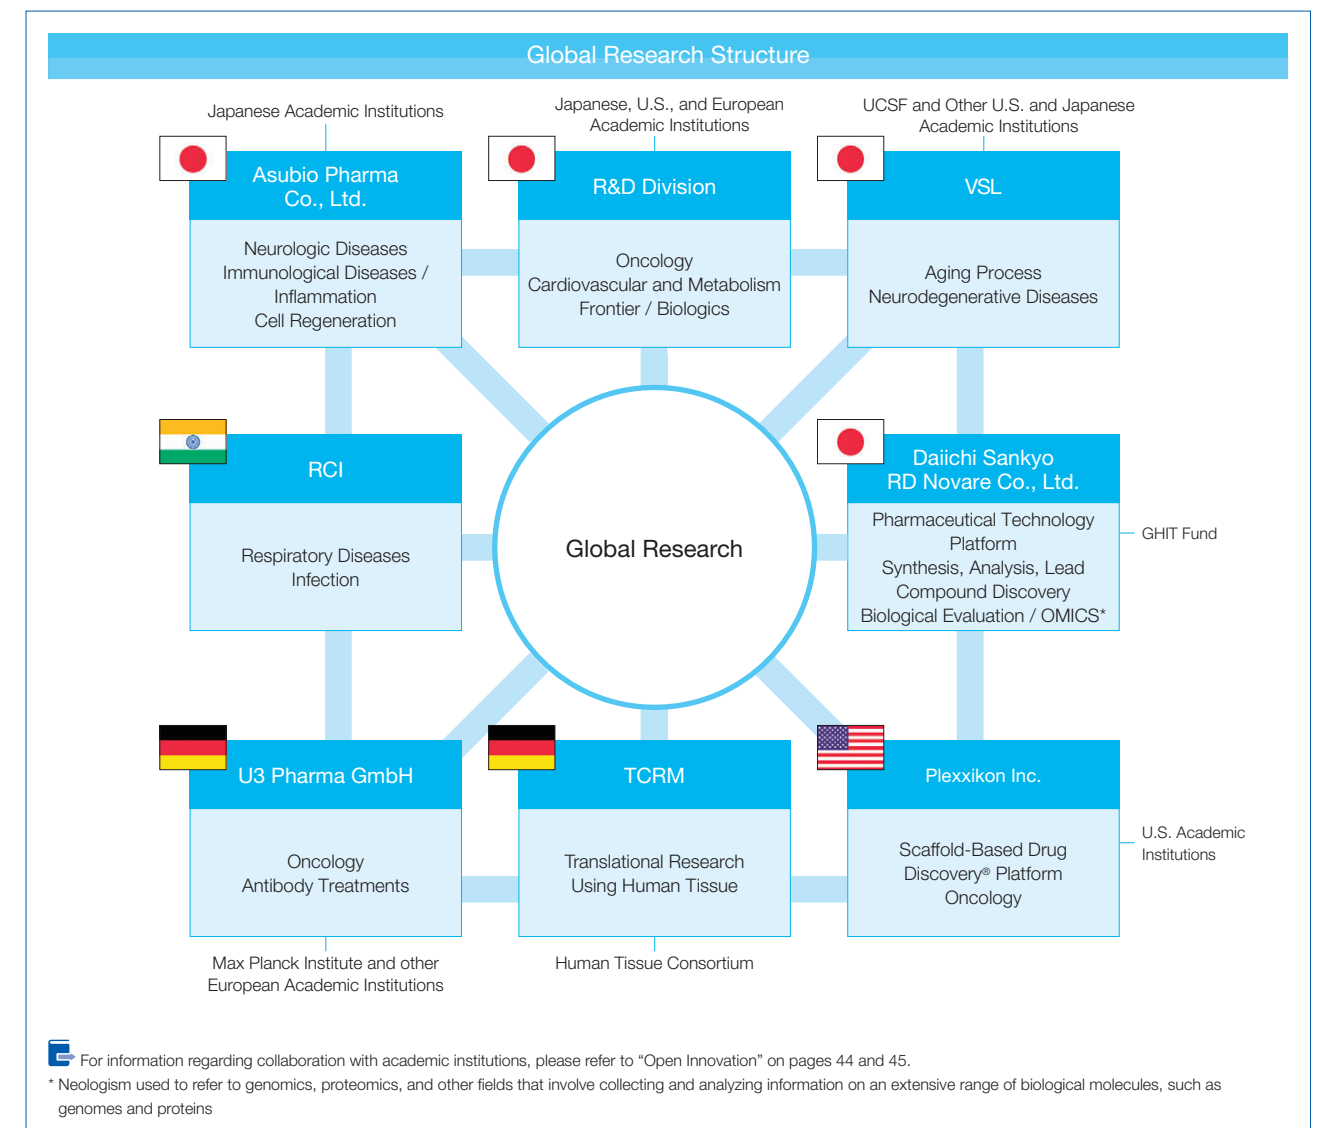 Global Research Structure
Japanese Academic Institutions
Japanese, U.S., and European
Academic Institutions
UCSF and Other U.S. and Japanese
Academic Institutions
Asubio Pharma
Co., Ltd.
Neurologic Diseases
Immunological Diseases /
Inflammation
Cell Regeneration
R&D Division
Oncology
Cardiovascular and Metabolism
Frontier / Biologics
VSL
Aging Process
Neurodegenerative Diseases
RCI
Respiratory Diseases
Infection
Global Research
Daiichi Sankyo
RD Novare Co., Ltd.
Pharmaceutical Technology
Platform
Synthesis, Analysis, Lead
Compound Discovery
Biological Evaluation / OMICS*
GHIT Fund
U3 Pharma GmbH
Oncology
Antibody Treatments
Max Planck Institute and other
European Academic Institutions
TCRM
Translational Research
Using Human Tissue
Human Tissue Consortium
Plexxikon Inc.
Scaffold-Based Drug
Discovery® Platform
Oncology
U.S. Academic
Institutions
For information regarding collaboration with academic institutions, please refer to “Open Innovation” on pages 44 and 45.
* Neologism used to refer to genomics, proteomics, and other fields that involve collecting and analyzing information on an extensive range of biological molecules, such as
genomes and proteins